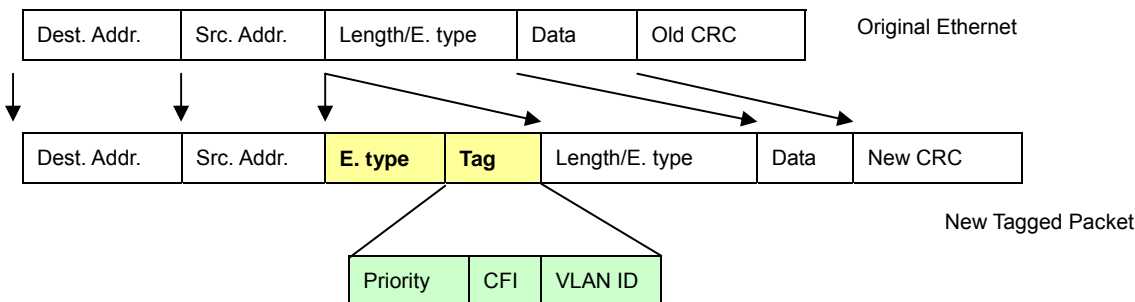 Dest. Addr. Src. Addr. Length/E. type Data Old CRC Original Ethernet
Dest. Addr. Src. Addr. E. type Tag Length/E. type Data New CRC
New Tagged Packet
Priority CFI VLAN ID